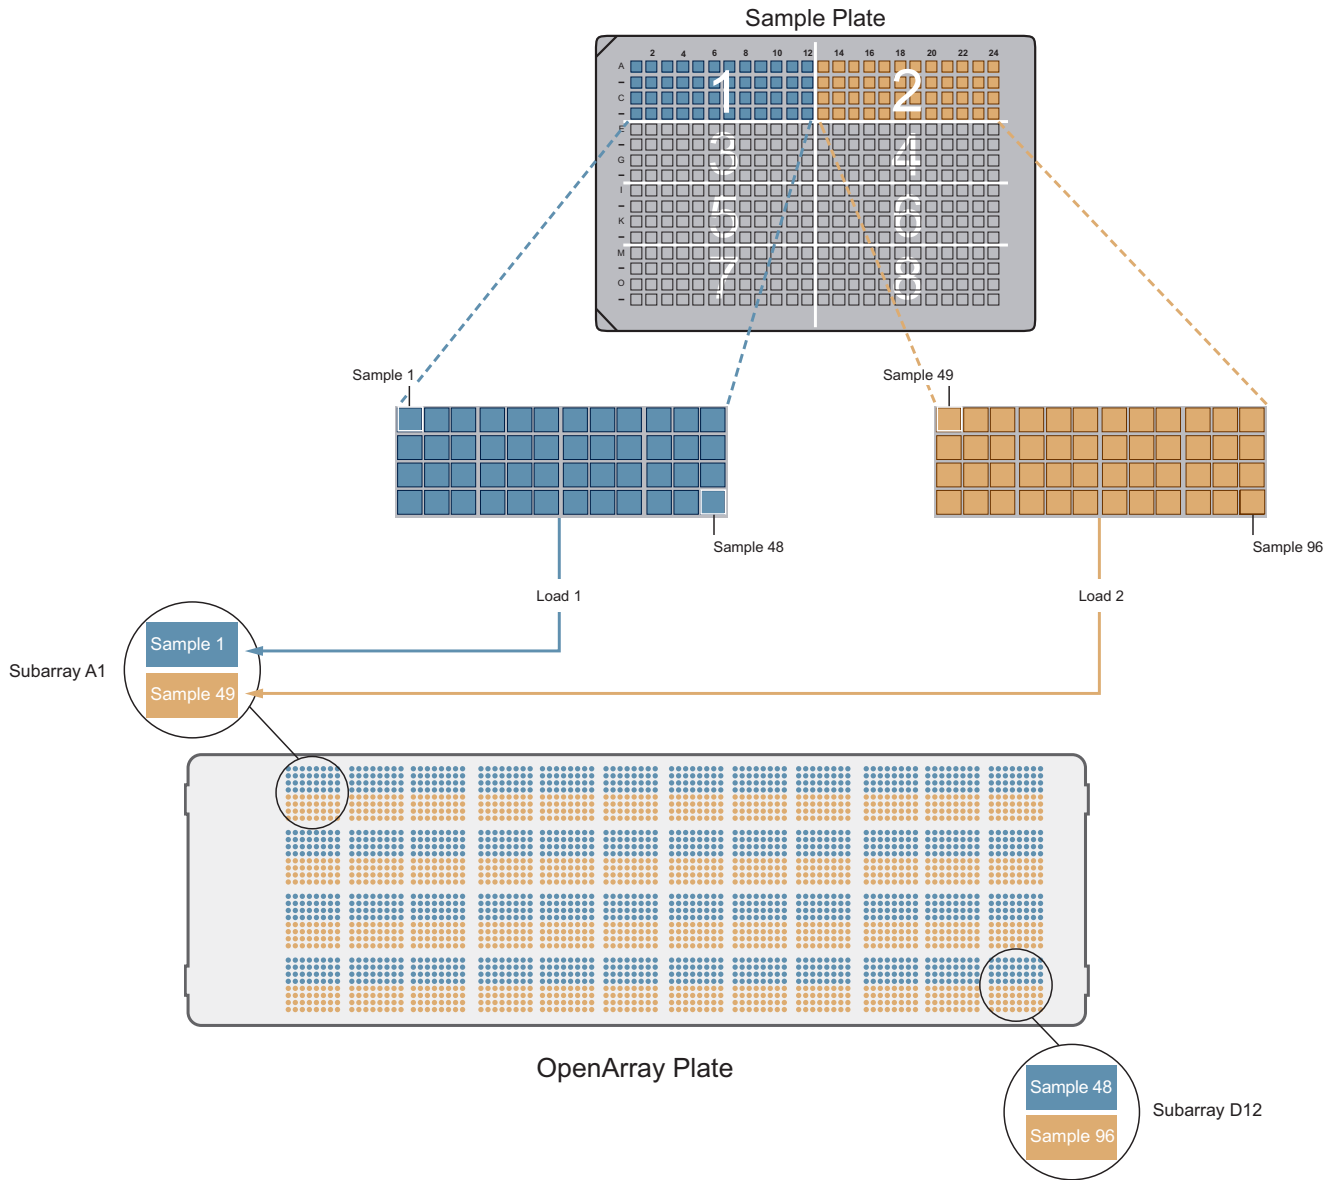 Sample Plate
2 4 6 8 10 12 14 16 18 20 22 24
A
–
C
–
E
–
G
–
I
–
K
–
M
–
O
–
1 2
3 4
5 6
7 8
Sample 1
Sample 49
Sample 48
Sample 96
Load 1
Load 2
Subarray A1
Sample 1
Sample 49
OpenArray Plate
Sample 48
Sample 96
Subarray D12